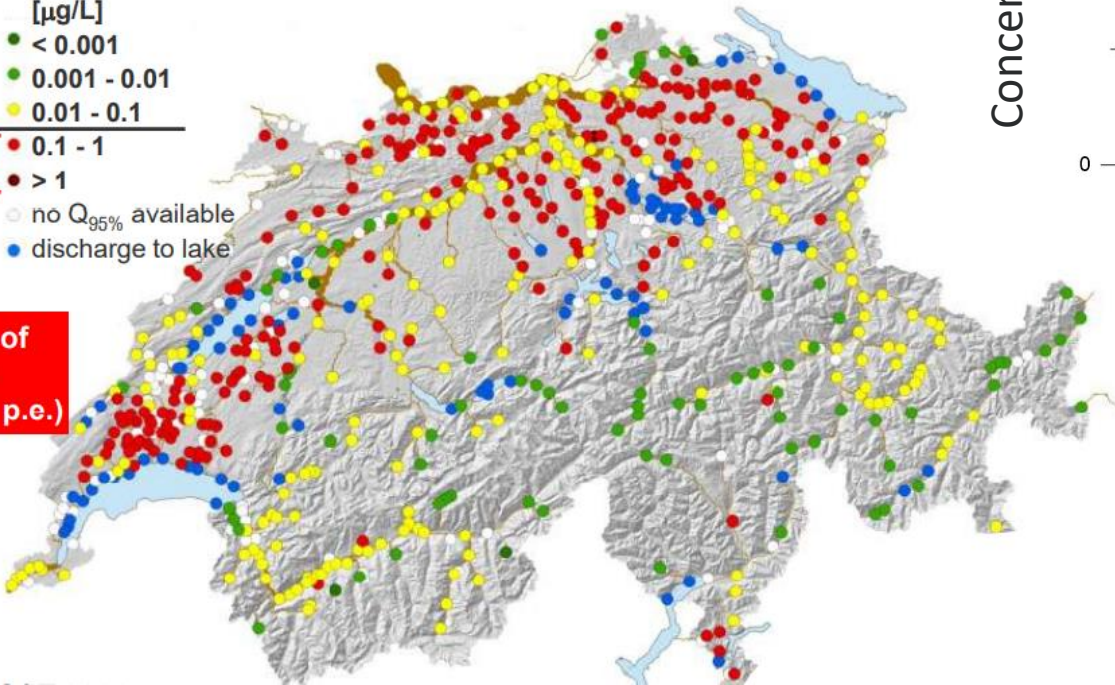 [µg/L]
< 0.001
0.001 - 0.01
0.01 - 0.1
0.1 - 1
> 1
no Q95% available
discharge to lake
of
p.e.)
Concer
0